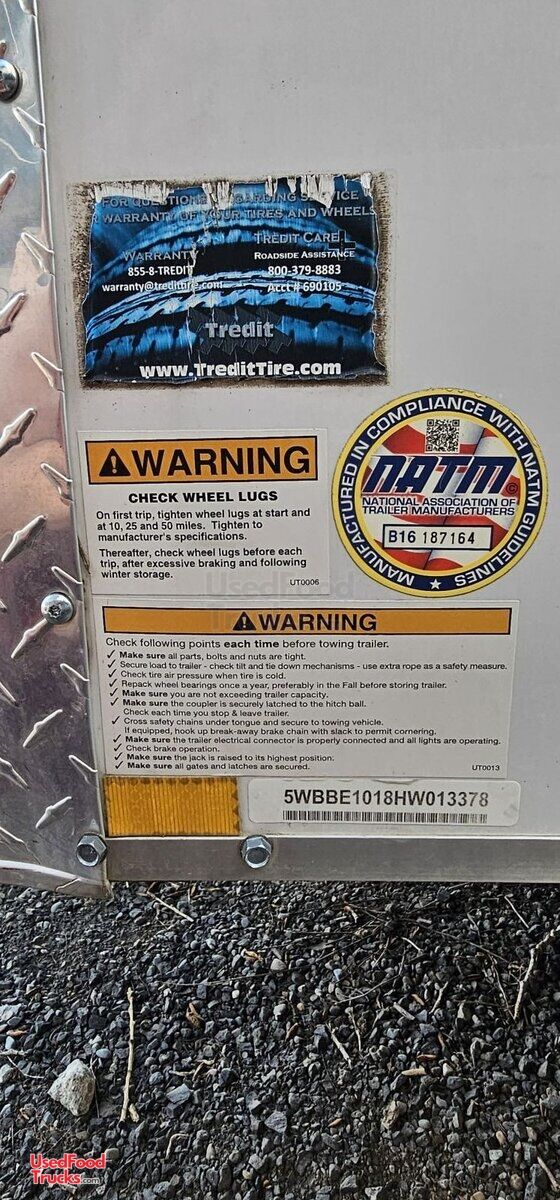 FOR QUESTIONS REGARDING SERVICE
WARRANTY OF YOUR TIRES AND WHEELS
WARRANTY
855-8-TREDIT
warranty@tredittire.com
TREDIT CARE+
ROADSIDE ASSISTANCE
800-379-8883
Acct # 690105
Tredit
www.TreditTire.com
MANUFACTURED IN COMPLIANCE WITH NATM GUIDELINES
NATM©
NATIONAL ASSOCIATION OF
TRAILER MANUFACTURERS
B16 187164
WARNING
CHECK WHEEL LUGS
On first trip, tighten wheel lugs at start and
at 10, 25 and 50 miles. Tighten to
manufacturer's specifications.
Thereafter, check wheel lugs before each
trip, after excessive braking and following
winter storage.
UT0006
WARNING
Check following points each time before towing trailer.
✓ Make sure all parts, bolts and nuts are tight.
✓ Secure load to trailer - check tilt and tie down mechanisms - use extra rope as a safety measure.
✓ Check tire air pressure when tire is cold.
✓ Repack wheel bearings once a year, preferably in the Fall before storing trailer.
✓ Make sure you are not exceeding trailer capacity.
✓ Make sure the coupler is securely latched to the hitch ball.
Check each time you stop & leave trailer.
✓ Cross safety chains under tongue and secure to towing vehicle.
If equipped, hook up break-away brake chain with slack to permit cornering.
✓ Make sure the trailer electrical connector is properly connected and all lights are operating.
✓ Check brake operation.
✓ Make sure the jack is raised to its highest position.
✓ Make sure all gates and latches are secured.
UT0013
5WBBE1018HW013378
UsedFood
Trucks.com